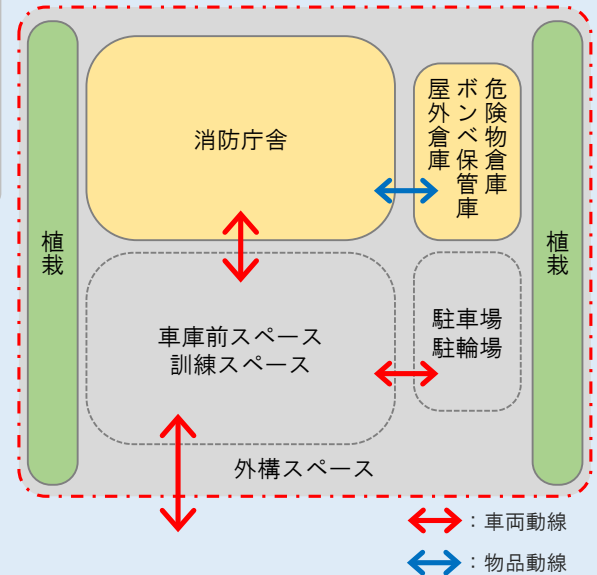 消防庁舎
危険物倉庫
ボンベ保管庫
屋外倉庫
植栽
植栽
車庫前スペース
訓練スペース
駐車場
駐輪場
外構スペース
：車両動線
：物品動線